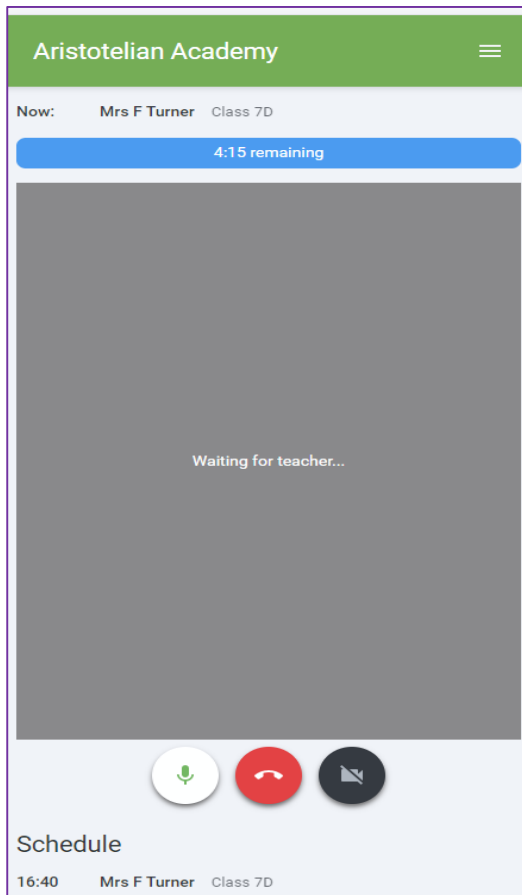 Aristotelian Academy
Now: Mrs F Turner Class 7D
4:15 remaining
Waiting for teacher...
Schedule
16:40 Mrs F Turner Class 7D